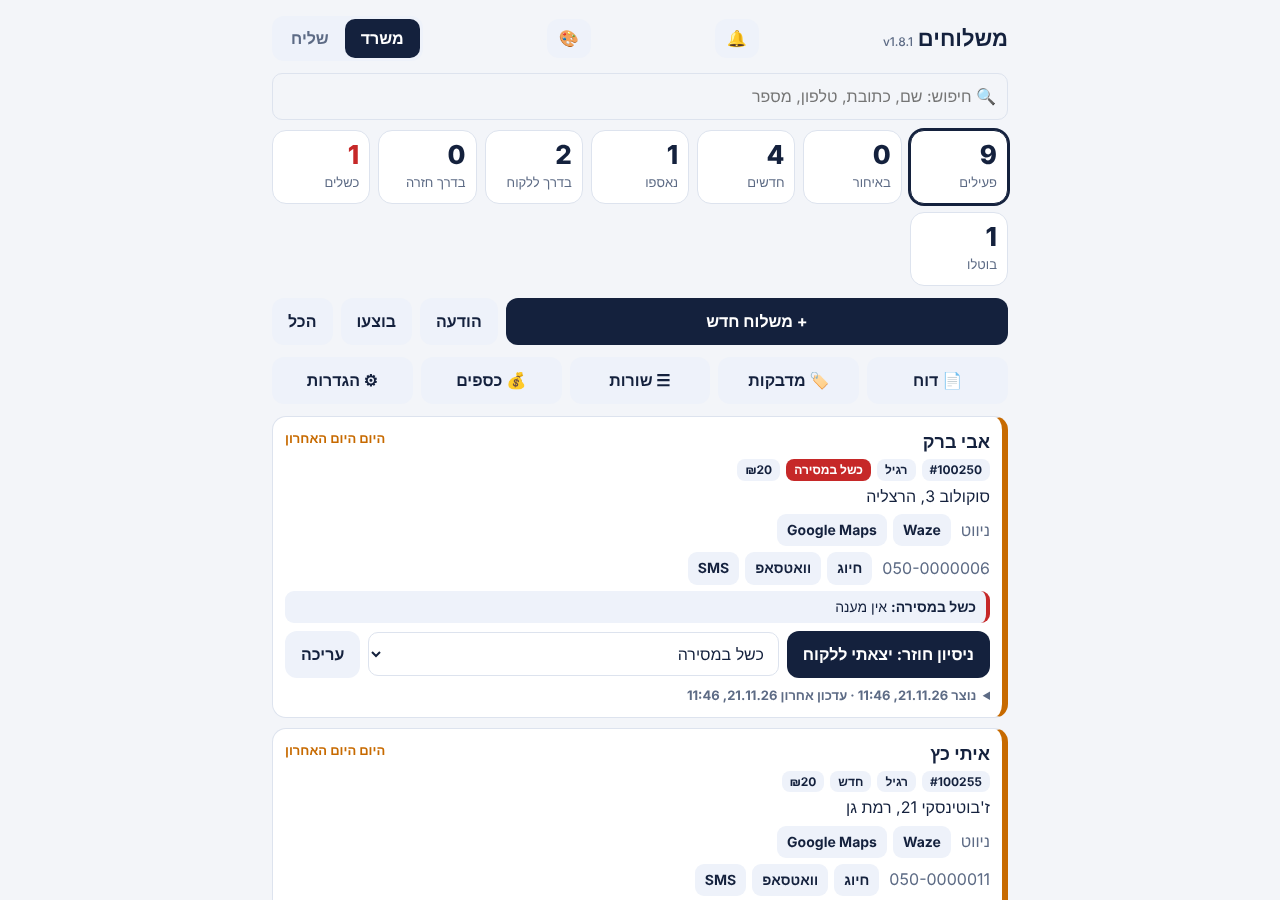 משלוחים v1.8.1
משרד שליח
חיפוש: שם, כתובת, טלפון, מספר
9 פעילים
0 באיחור
4 חדשים
1 נאספו
2 בדרך ללקוח
0 בדרך חזרה
1 כשלים
1 בוטלו
+ משלוח חדש הודעה בוצעו הכל
דוח מדבקות ☰ שורות כספים ⚙ הגדרות
אבי ברק היום היום האחרון
#100250 רגיל כשל במסירה ₪20
סוקולוב 3, הרצליה
ניווט Waze Google Maps
050-0000006 חיוג וואטסאפ SMS
כשל במסירה: אין מענה
ניסיון חוזר: יצאתי ללקוח כשל במסירה עריכה
נוצר 21.11.26, 11:46 · עדכון אחרון 21.11.26, 11:46
איתי כץ היום היום האחרון
#100255 רגיל חדש ₪20
ז'בוטינסקי 21, רמת גן
ניווט Waze Google Maps
050-0000011 חיוג וואטסאפ SMS